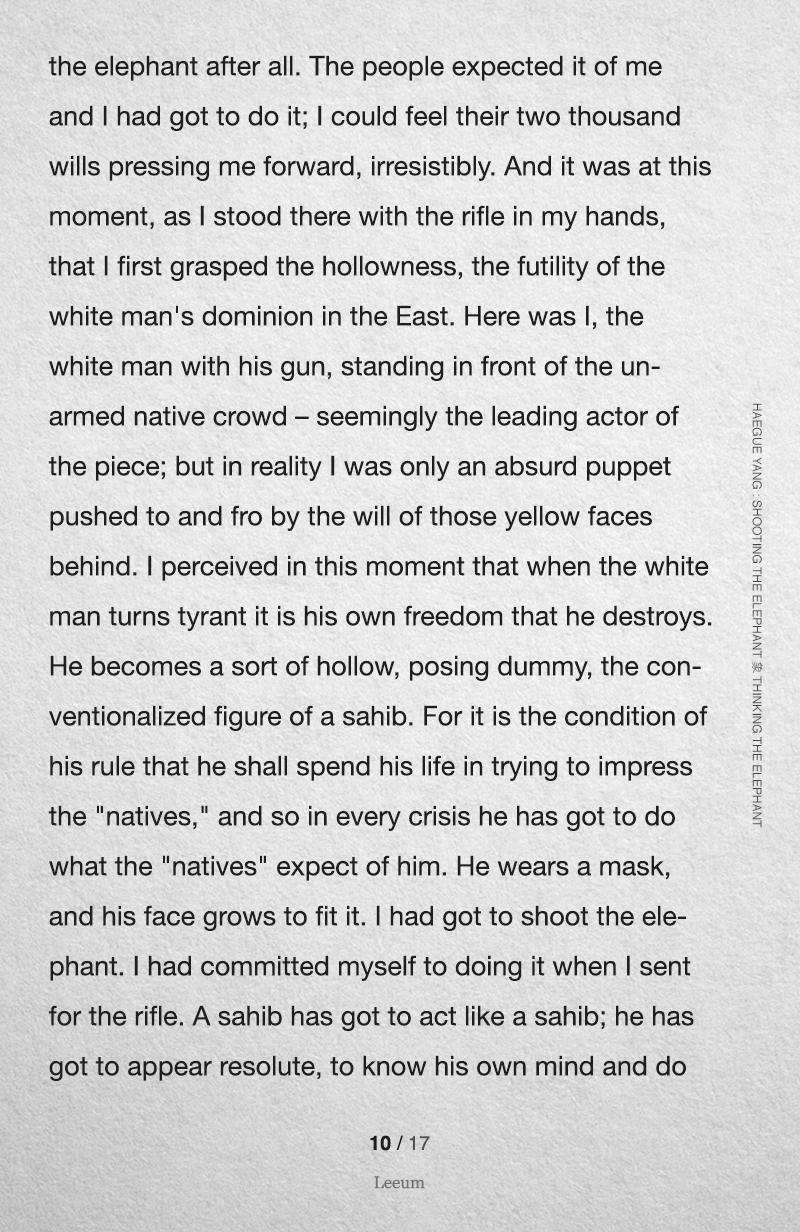 the elephant after all. The people expected it of me
and I had got to do it; I could feel their two thousand
wills pressing me forward, irresistibly. And it was at this
moment, as I stood there with the rifle in my hands,
that I first grasped the hollowness, the futility of the
white man's dominion in the East. Here was I, the
white man with his gun, standing in front of the un-
armed native crowd – seemingly the leading actor of
the piece; but in reality I was only an absurd puppet
pushed to and fro by the will of those yellow faces
behind. I perceived in this moment that when the white
man turns tyrant it is his own freedom that he destroys.
He becomes a sort of hollow, posing dummy, the con-
ventionalized figure of a sahib. For it is the condition of
his rule that he shall spend his life in trying to impress
the "natives," and so in every crisis he has got to do
what the "natives" expect of him. He wears a mask,
and his face grows to fit it. I had got to shoot the ele-
phant. I had committed myself to doing it when I sent
for the rifle. A sahib has got to act like a sahib; he has
got to appear resolute, to know his own mind and do
HAEGUE YANG : SHOOTING THE ELEPHANT 象 THINKING THE ELEPHANT
10 / 17
Leeum